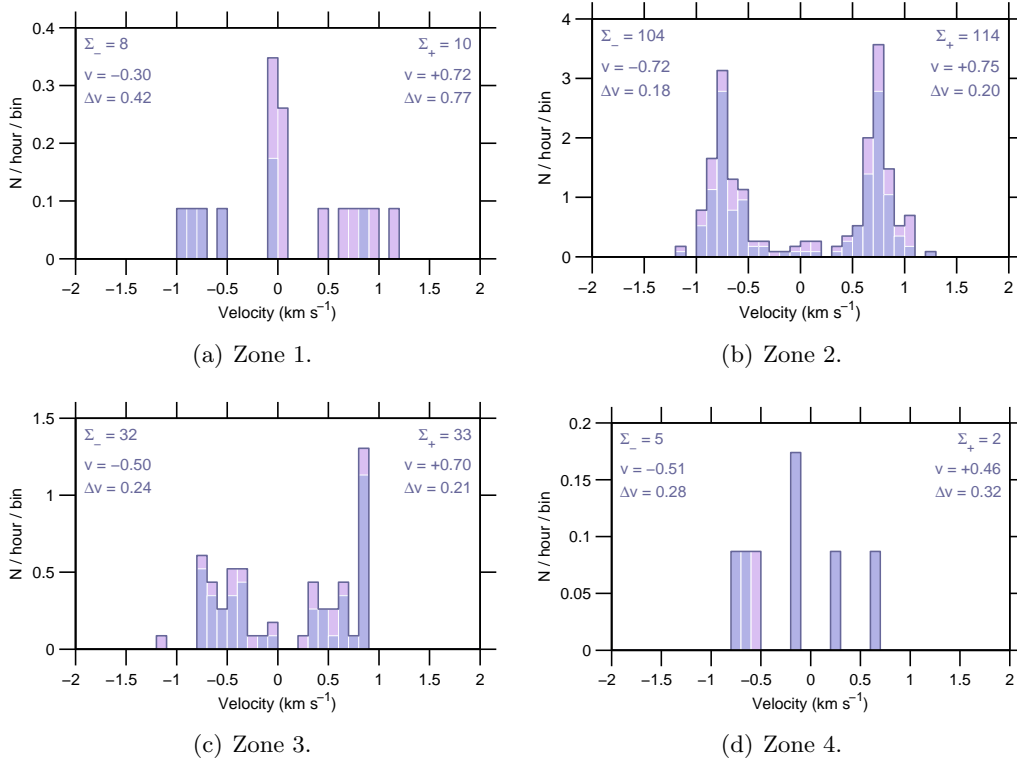 0.4
0.3
0.2
0.1
0
N / hour / bin
Σ₋ = 8
v = −0.30
Δv = 0.42
Σ₊ = 10
v = +0.72
Δv = 0.77
−2 −1.5 −1 −0.5 0 0.5 1 1.5 2
Velocity (km s⁻¹)
(a) Zone 1.
4
3
2
1
0
N / hour / bin
Σ₋ = 104
v = −0.72
Δv = 0.18
Σ₊ = 114
v = +0.75
Δv = 0.20
−2 −1.5 −1 −0.5 0 0.5 1 1.5 2
Velocity (km s⁻¹)
(b) Zone 2.
1.5
1
0.5
0
N / hour / bin
Σ₋ = 32
v = −0.50
Δv = 0.24
Σ₊ = 33
v = +0.70
Δv = 0.21
−2 −1.5 −1 −0.5 0 0.5 1 1.5 2
Velocity (km s⁻¹)
(c) Zone 3.
0.2
0.15
0.1
0.05
0
N / hour / bin
Σ₋ = 5
v = −0.51
Δv = 0.28
Σ₊ = 2
v = +0.46
Δv = 0.32
−2 −1.5 −1 −0.5 0 0.5 1 1.5 2
Velocity (km s⁻¹)
(d) Zone 4.